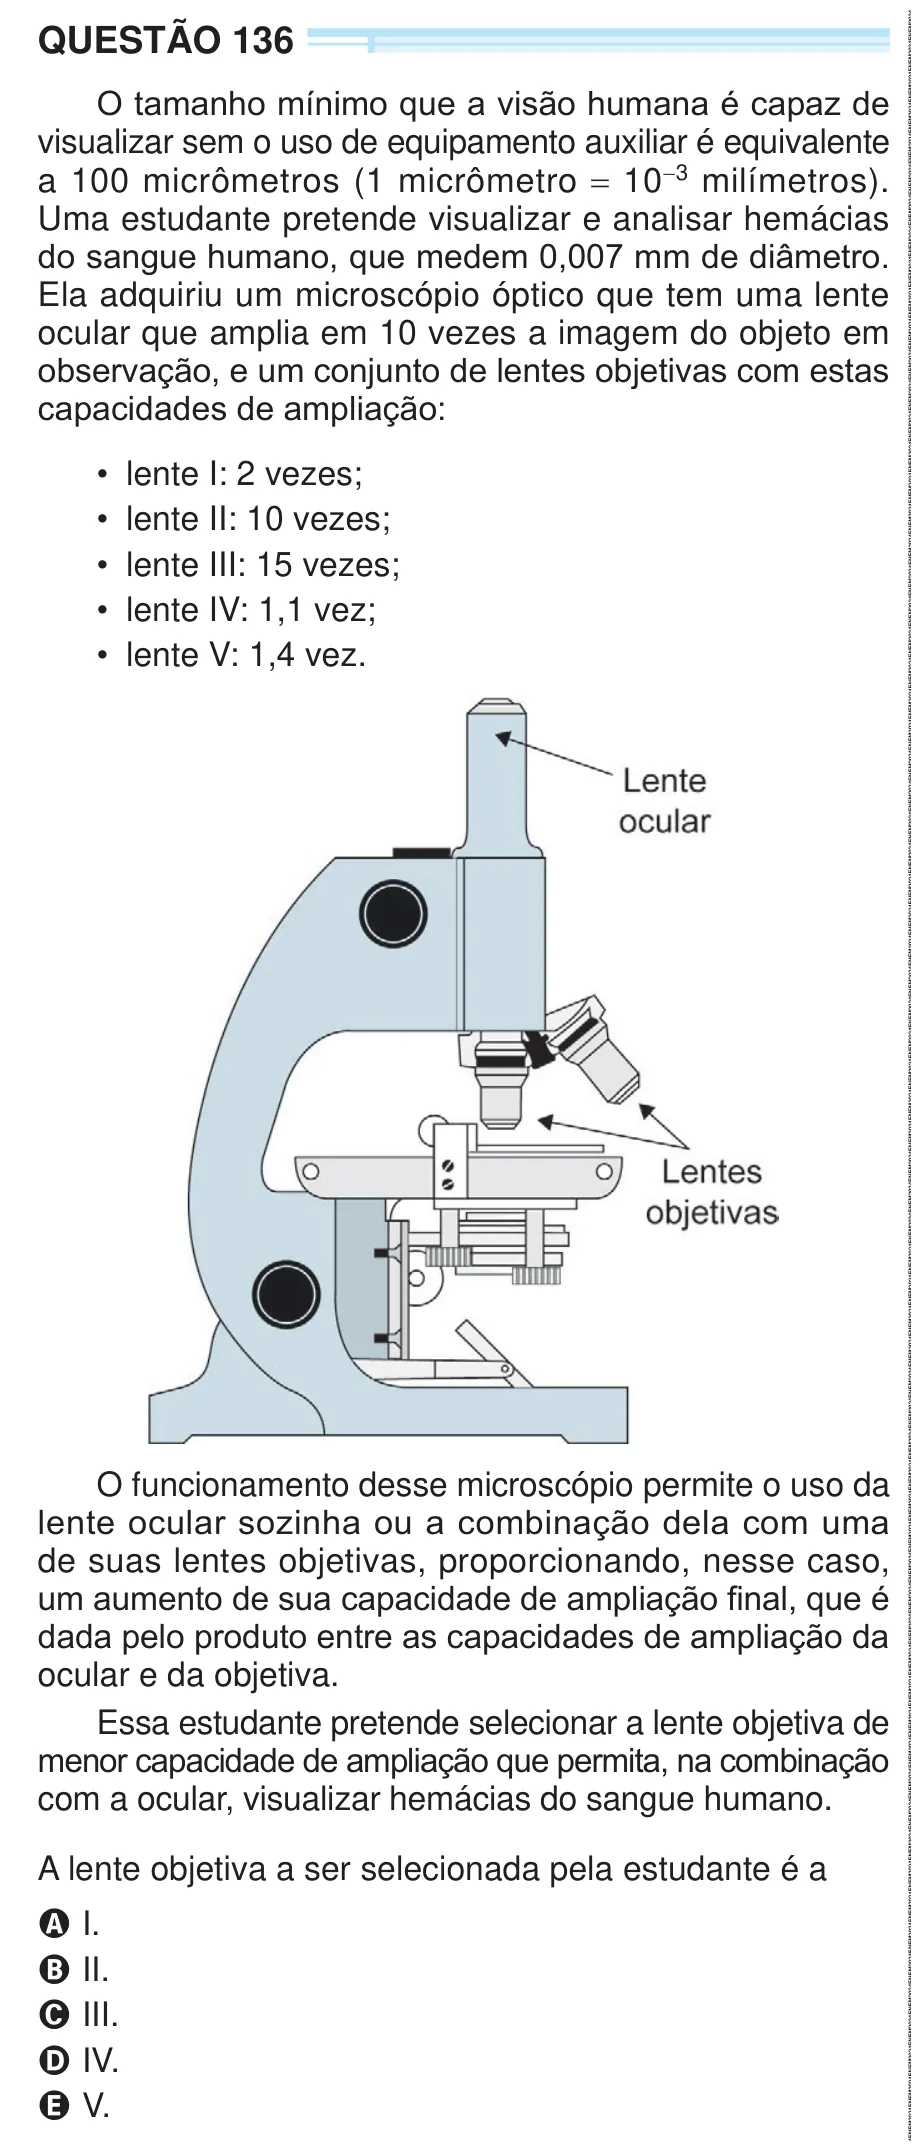 QUESTÃO 136
O tamanho mínimo que a visão humana é capaz de
visualizar sem o uso de equipamento auxiliar é equivalente
a 100 micrômetros (1 micrômetro = 10⁻³ milímetros).
Uma estudante pretende visualizar e analisar hemácias
do sangue humano, que medem 0,007 mm de diâmetro.
Ela adquiriu um microscópio óptico que tem uma lente
ocular que amplia em 10 vezes a imagem do objeto em
observação, e um conjunto de lentes objetivas com estas
capacidades de ampliação:
• lente I: 2 vezes;
• lente II: 10 vezes;
• lente III: 15 vezes;
• lente IV: 1,1 vez;
• lente V: 1,4 vez.
Lente
ocular
Lentes
objetivas
O funcionamento desse microscópio permite o uso da
lente ocular sozinha ou a combinação dela com uma
de suas lentes objetivas, proporcionando, nesse caso,
um aumento de sua capacidade de ampliação final, que é
dada pelo produto entre as capacidades de ampliação da
ocular e da objetiva.
Essa estudante pretende selecionar a lente objetiva de
menor capacidade de ampliação que permita, na combinação
com a ocular, visualizar hemácias do sangue humano.
A lente objetiva a ser selecionada pela estudante é a
A I.
B II.
C III.
D IV.
E V.